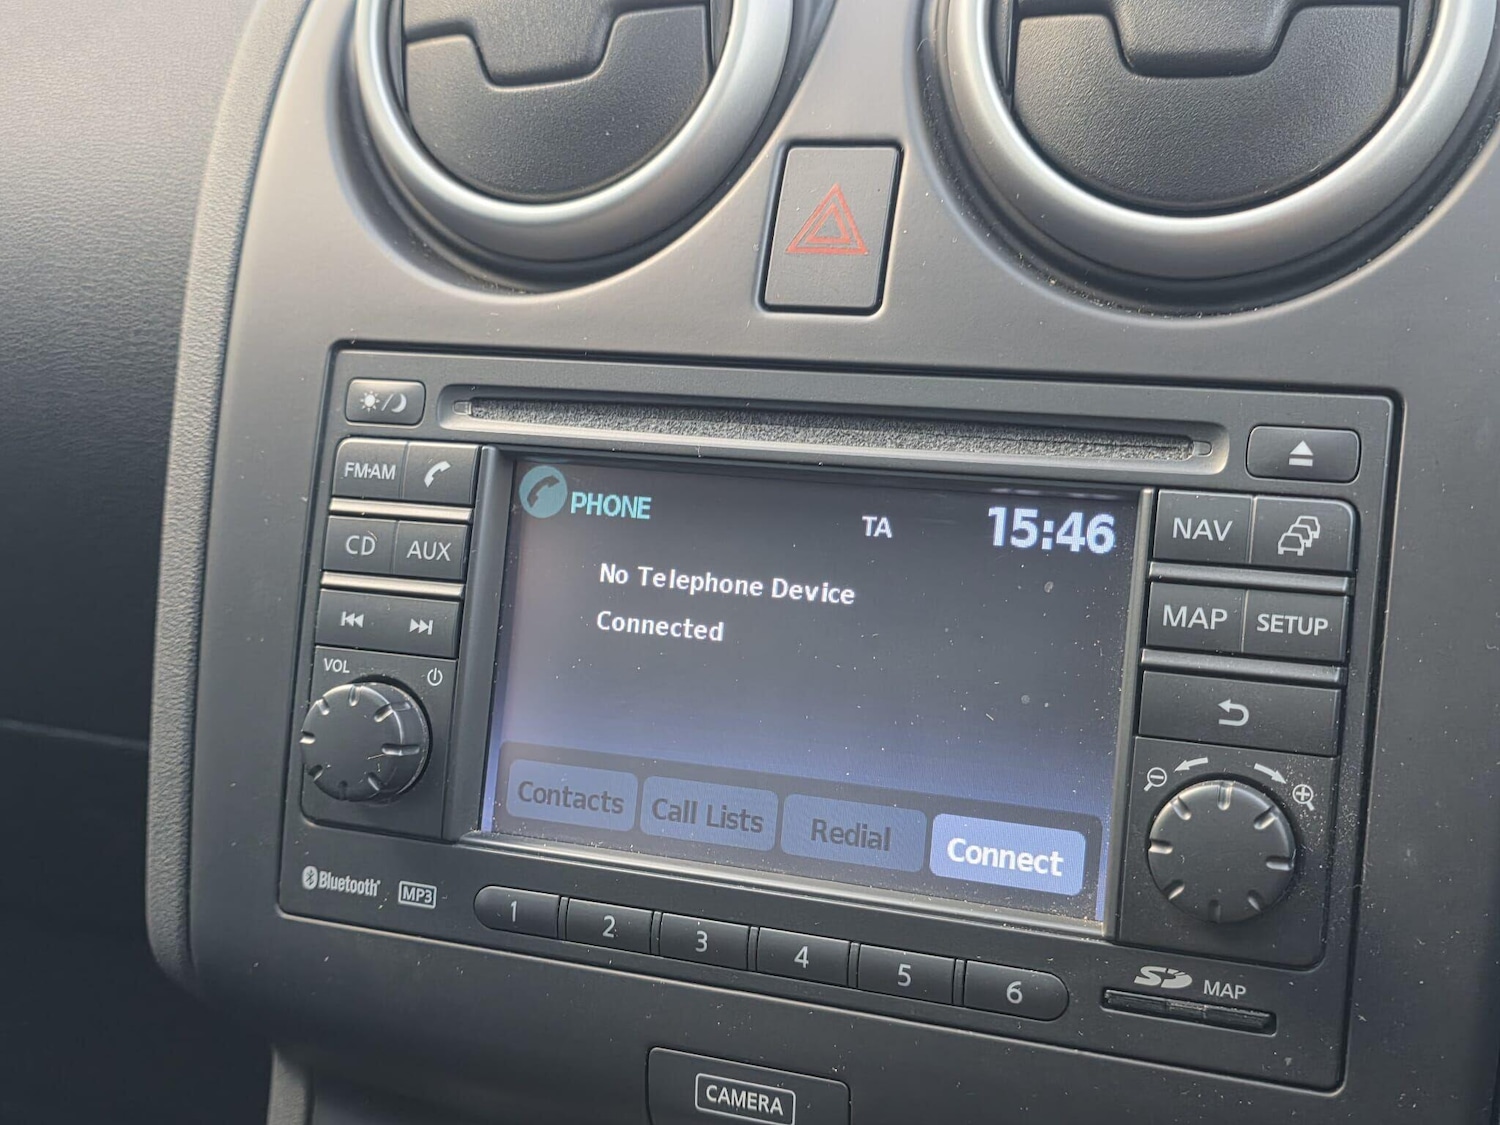 FM·AM
CD
AUX
VOL
PHONE
TA
15:46
No Telephone Device
Connected
Contacts
Call Lists
Redial
Connect
NAV
MAP
SETUP
Bluetooth®
MP3
1
2
3
4
5
6
SD
MAP
CAMERA